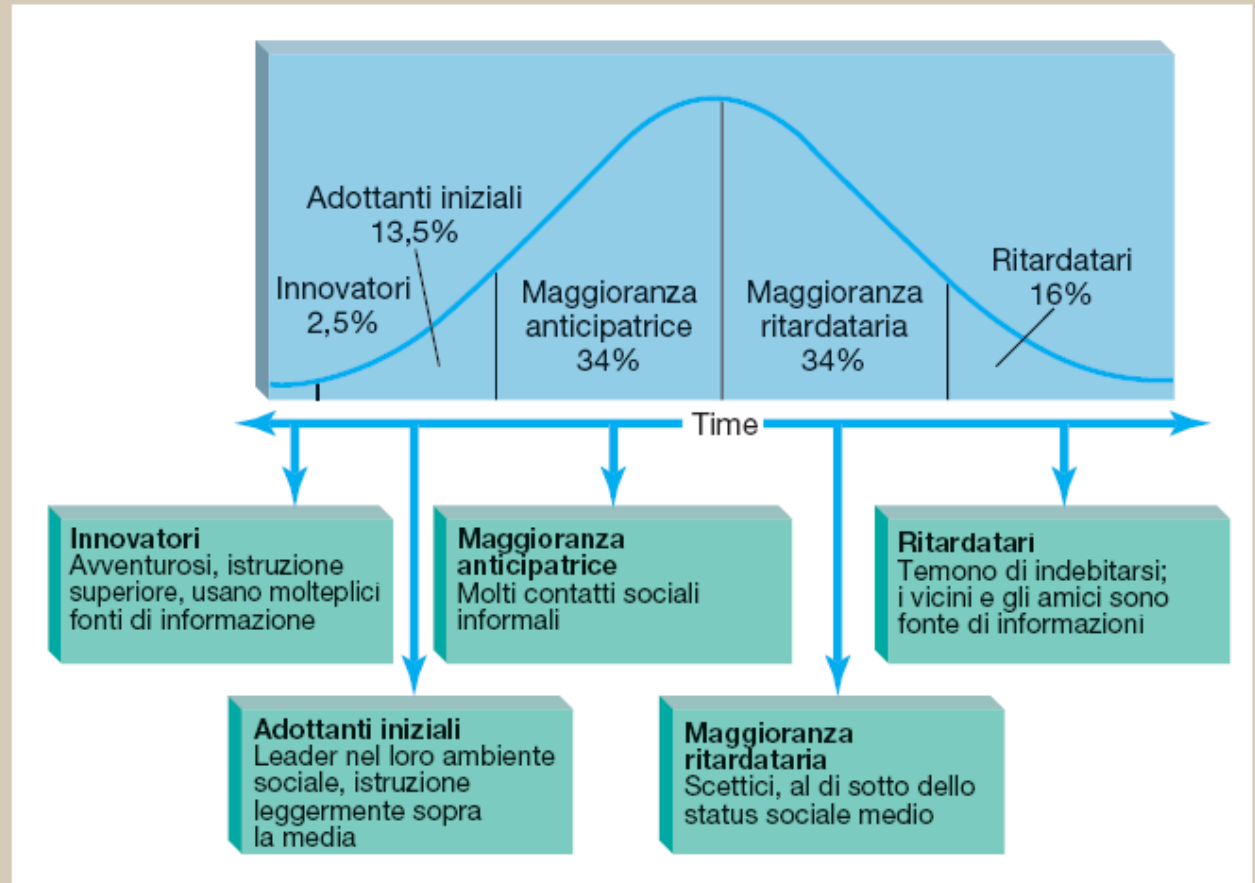 Adottanti iniziali
13,5%
Innovatori
2,5%
Maggioranza
anticipatrice
34%
Maggioranza
ritardataria
34%
Ritardatari
16%
Time
Innovatori
Avventurosi, istruzione
superiore, usano molteplici
fonti di informazione
Maggioranza
anticipatrice
Molti contatti sociali
informali
Ritardatari
Temono di indebitarsi;
i vicini e gli amici sono
fonte di informazioni
Adottanti iniziali
Leader nel loro ambiente
sociale, istruzione
leggermente sopra
la media
Maggioranza
ritardataria
Scettici, al di sotto dello
status sociale medio